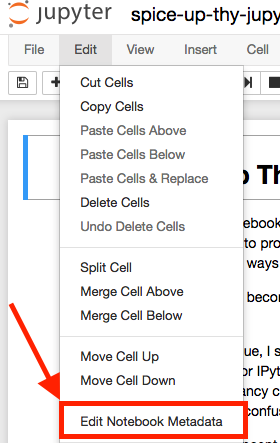 jupyter spice-up-thy-jupy
File Edit View Insert Cell
Cut Cells
Copy Cells
Paste Cells Above
Paste Cells Below
Paste Cells & Replace
Delete Cells
Undo Delete Cells
Split Cell
Merge Cell Above
Merge Cell Below
Move Cell Up
Move Cell Down
Edit Notebook Metadata
Th
ebook
to pro
ways
becor
ue, I s
or IPyt
ancy c
confus